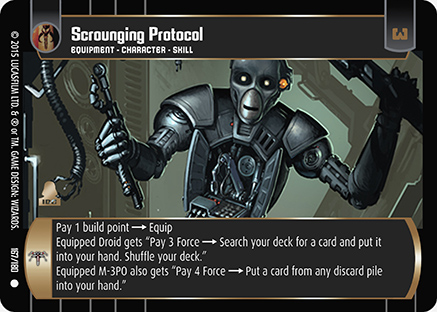 Scrounging Protocol
EQUIPMENT - CHARACTER - SKILL
3
© 2015 LUCASFILM LTD. & ® or TM. GAME DESIGN: WIZARDS.
Pay 1 build point → Equip
Equipped Droid gets “Pay 3 Force → Search your deck for a card and put it
into your hand. Shuffle your deck.”
Equipped M-3PO also gets “Pay 4 Force → Put a card from any discard pile
into your hand.”
167/180